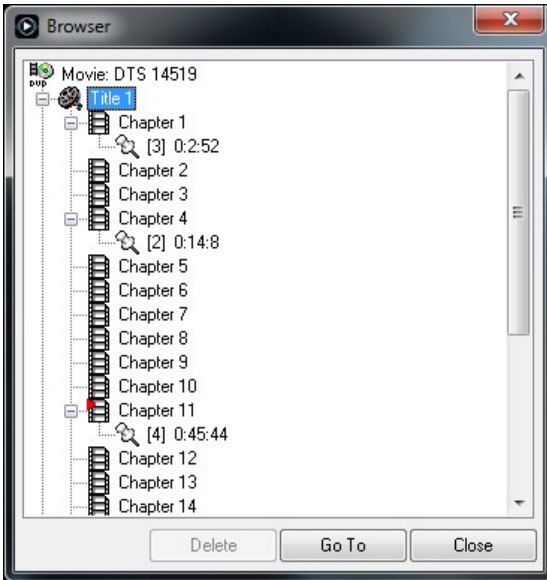 Browser
DVD
Movie: DTS 14519
Title 1
Chapter 1
[3] 0:2:52
Chapter 2
Chapter 3
Chapter 4
[2] 0:14:8
Chapter 5
Chapter 6
Chapter 7
Chapter 8
Chapter 9
Chapter 10
Chapter 11
[4] 0:45:44
Chapter 12
Chapter 13
Chapter 14
Delete Go To Close